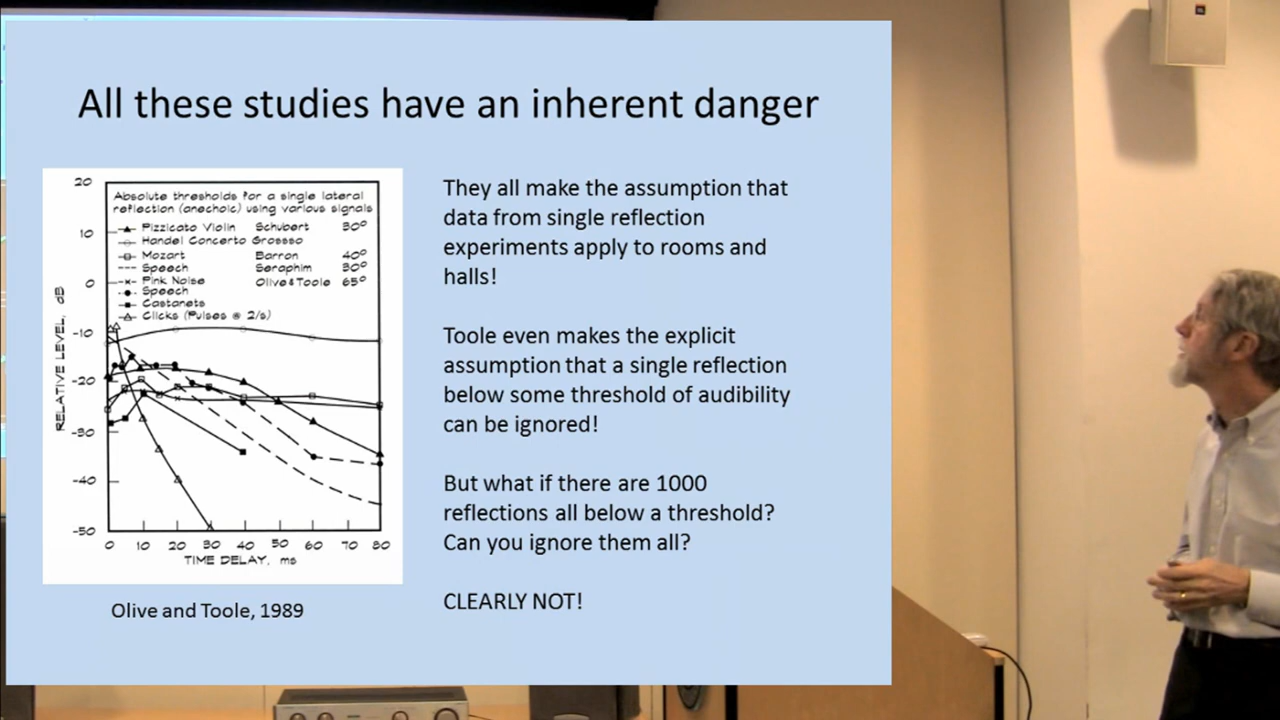 All these studies have an inherent danger
20
Absolute thresholds for a single lateral
reflection (anechoic) using various signals
Pizzicato Violin Schubert 30°
Handel Concerto Grossso
Mozart Barron 40°
Speech Seraphim 30°
Pink Noise Olive&Toole 65°
Speech
Castanets
Clicks (Pulses @ 2/s)
10
0
-10
-20
-30
-40
-50
RELATIVE LEVEL, dB
0 10 20 30 40 50 60 70 80
TIME DELAY, ms
Olive and Toole, 1989
They all make the assumption that
data from single reflection
experiments apply to rooms and
halls!
Toole even makes the explicit
assumption that a single reflection
below some threshold of audibility
can be ignored!
But what if there are 1000
reflections all below a threshold?
Can you ignore them all?
CLEARLY NOT!